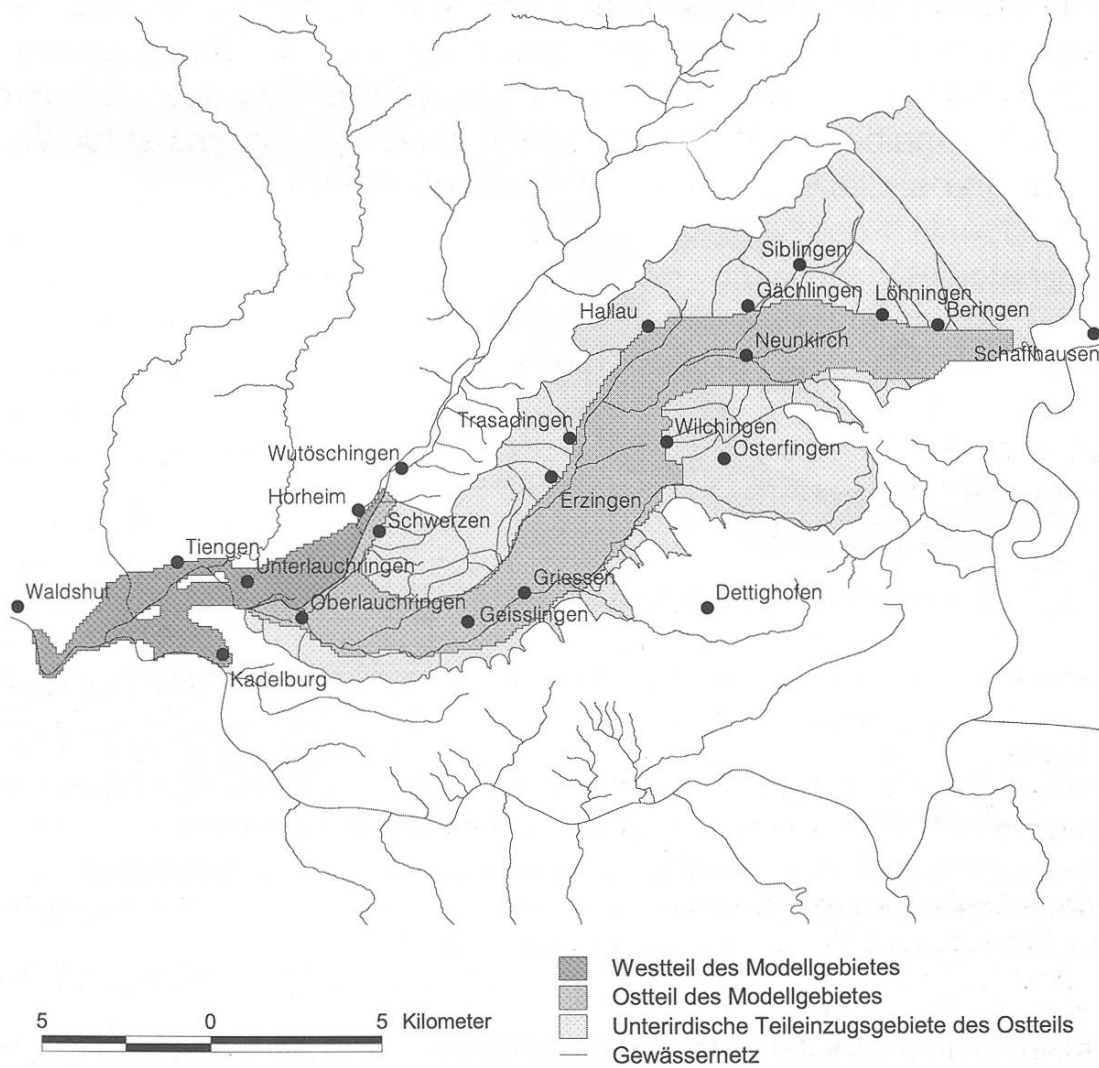 Siblingen
Gächlingen
Löhningen
Hallau
Beringen
Neunkirch
Schaffhausen
Trasadingen
Wilchingen
Wutöschingen
Osterfingen
Horheim
Erzingen
Schwerzen
Tiengen
Unterlauchringen
Griessen
Waldshut
Oberlauchringen
Geisslingen
Dettighofen
Kadelburg
Westteil des Modellgebietes
Ostteil des Modellgebietes
5 0 5 Kilometer
Unterirdische Teileinzugsgebiete des Ostteils
Gewässernetz